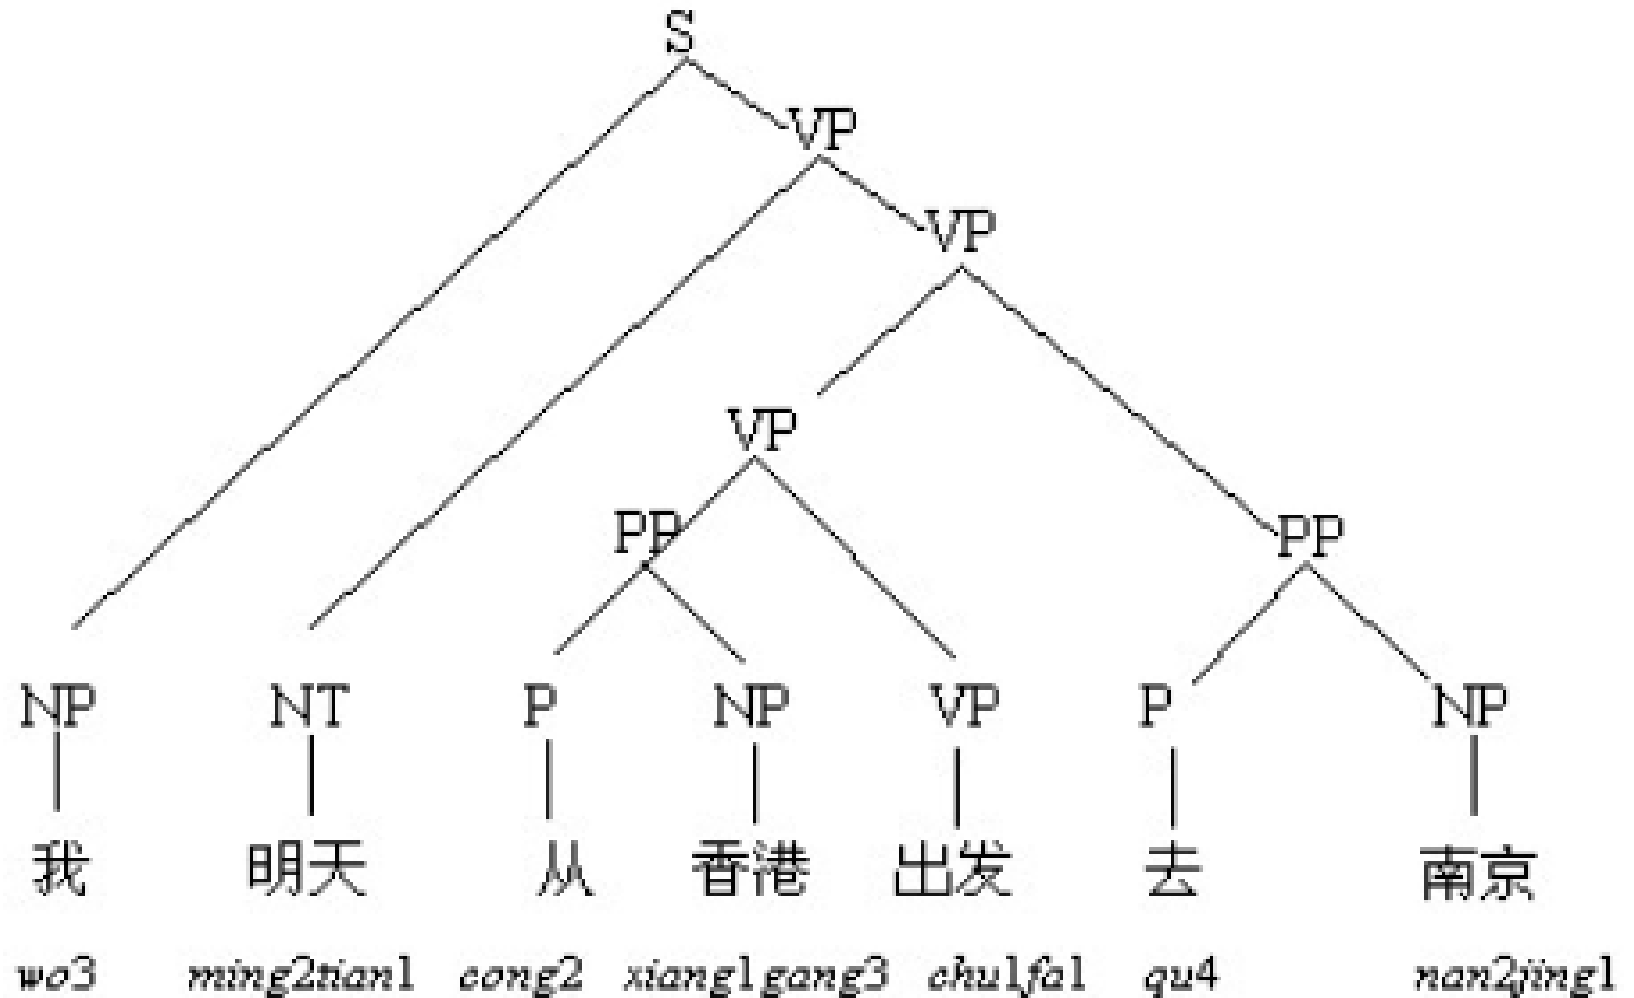 S
VP
VP
VP
PP PP
NP NT P NP VP P NP
我 明天 从 香港 出发 去 南京
wo3 ming2tian1 cong2 xiang1gang3 chu1fa1 qu4 nan2jing1